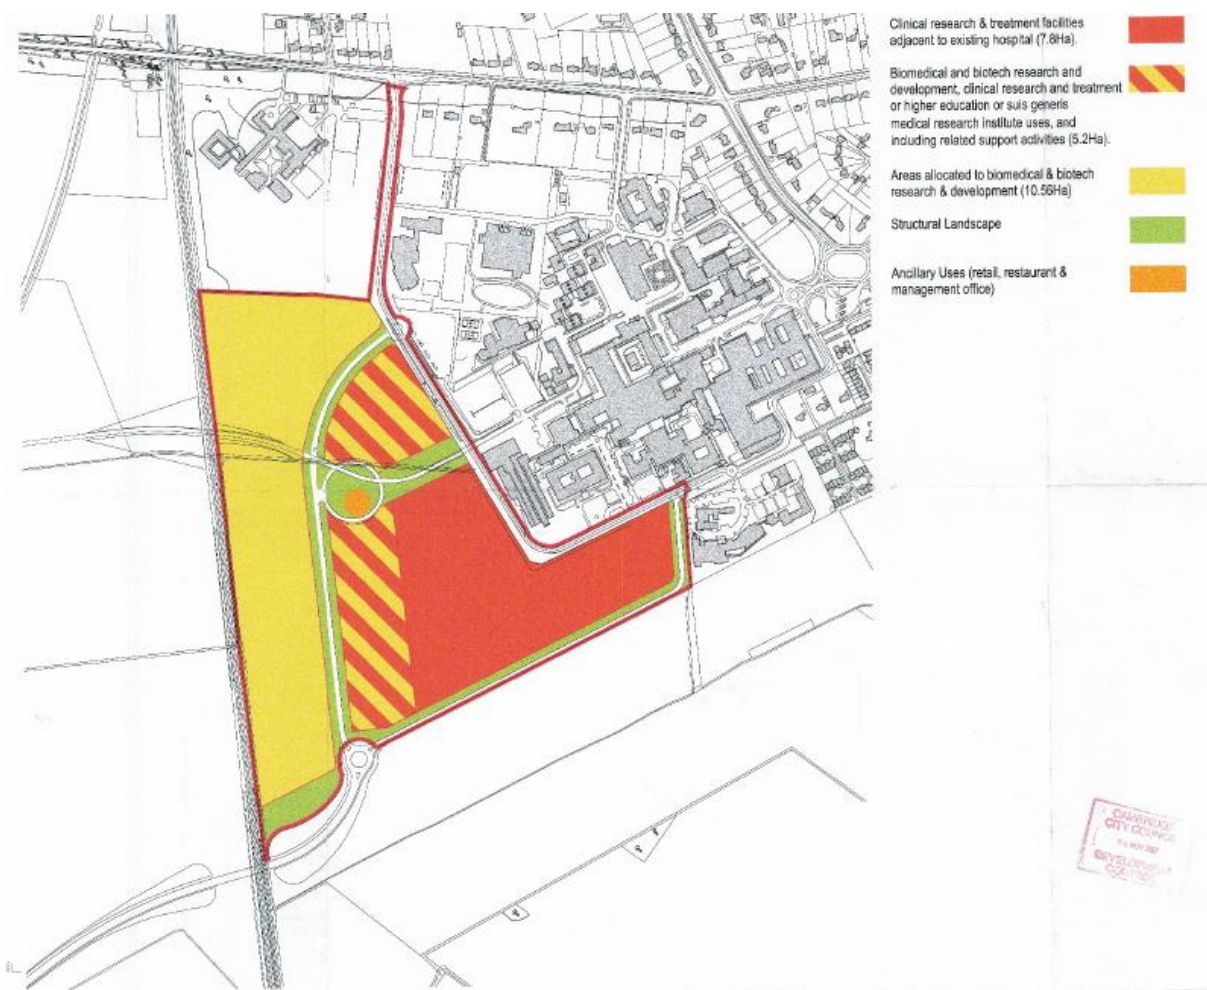 Clinical research & treatment facilities
adjacent to existing hospital (7.8Ha).
Biomedical and biotech research and
development, clinical research and treatment
or higher education or suis generis
medical research institute uses, and
including related support activities (5.2Ha).
Areas allocated to biomedical & biotech
research & development (10.56Ha)
Structural Landscape
Ancillary Uses (retail, restaurant &
management office)
CAMBRIDGE
CITY COUNCIL
DEVELOPMENT